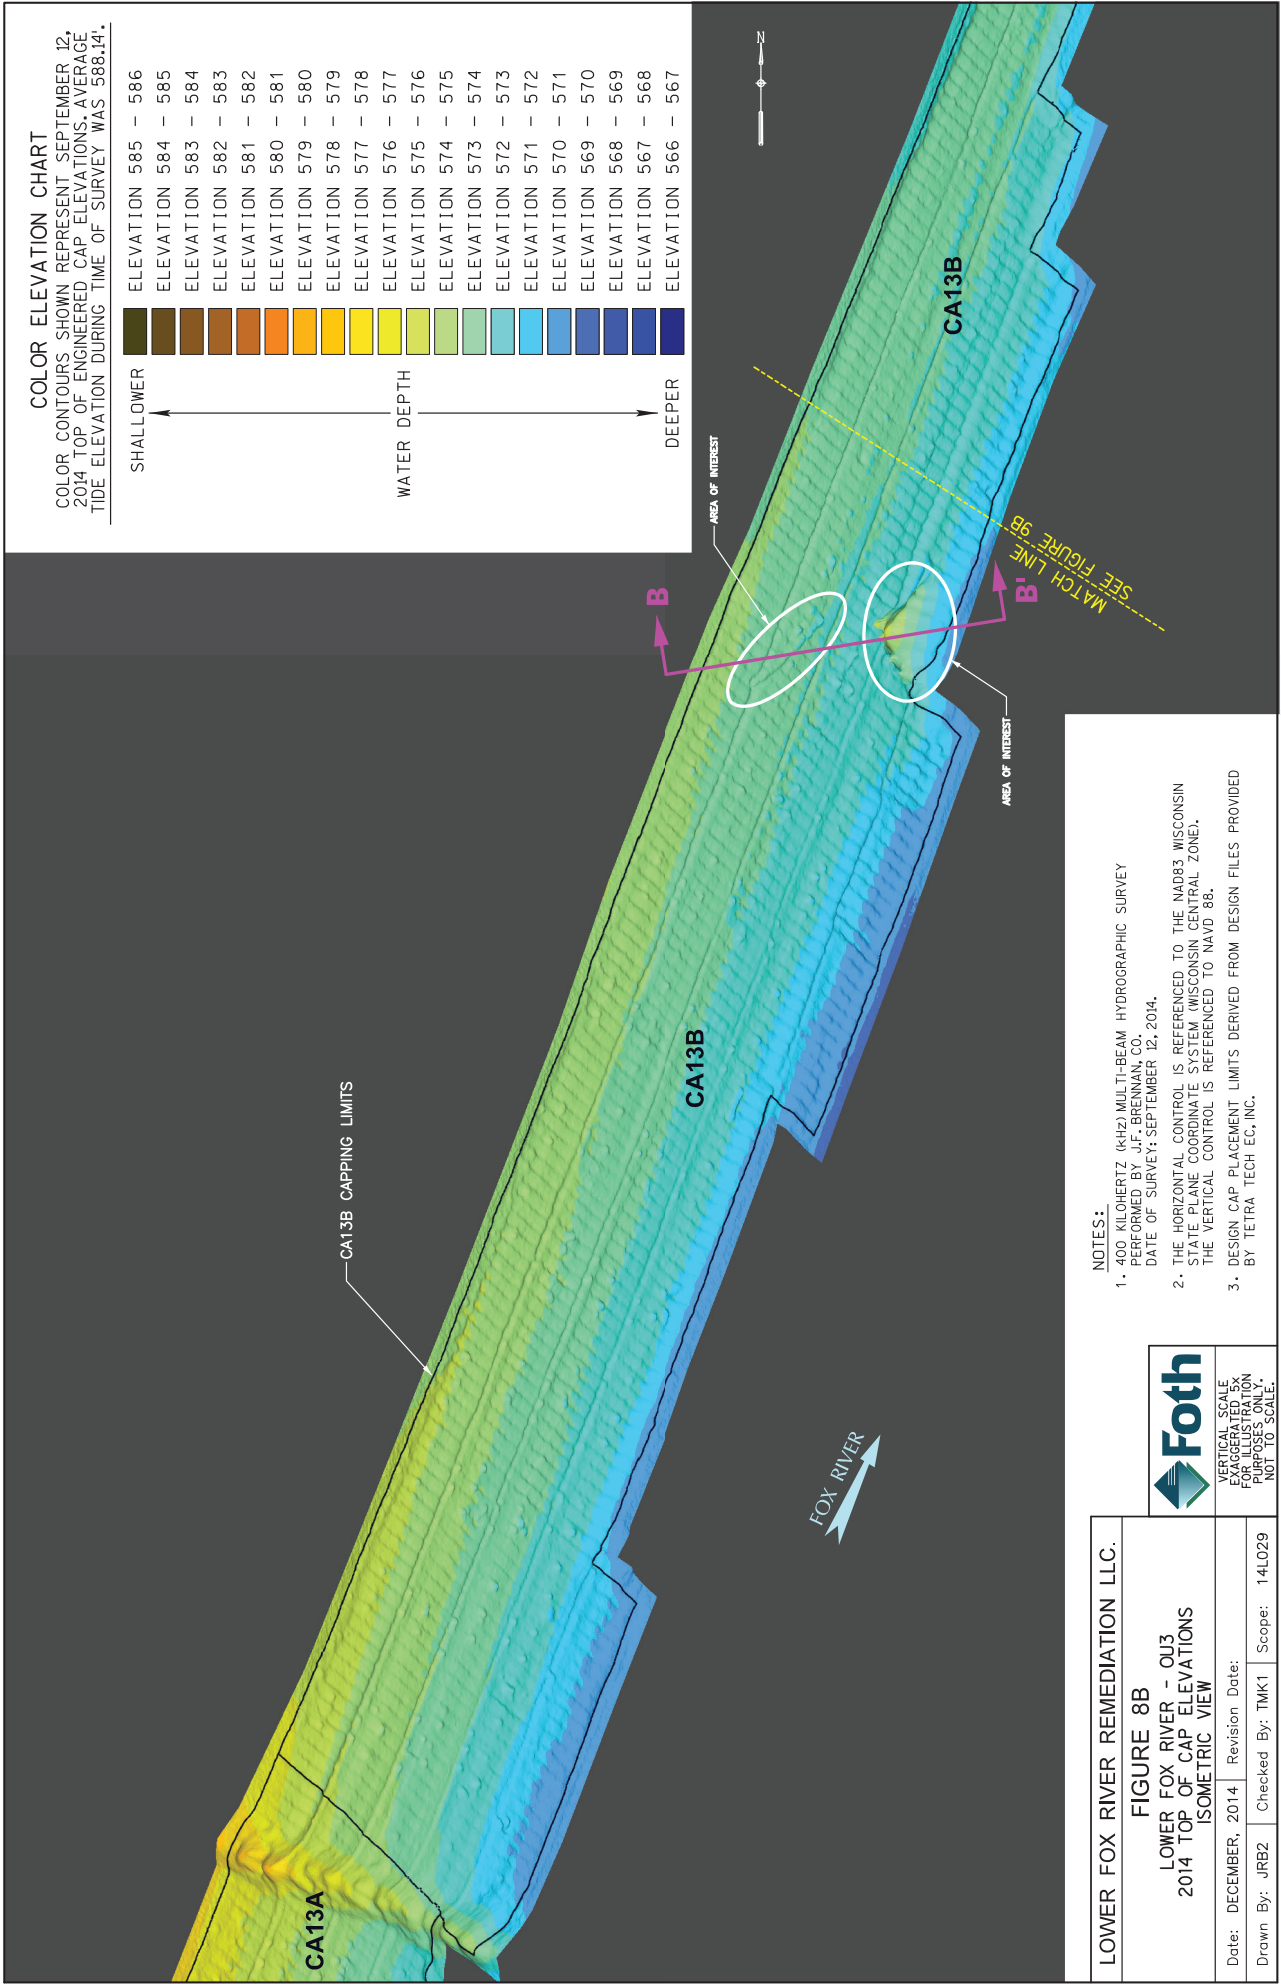 COLOR ELEVATION CHART
COLOR CONTOURS SHOWN REPRESENT SEPTEMBER 12,
2014 TOP OF ENGINEERED CAP ELEVATIONS. AVERAGE
TIDE ELEVATION DURING TIME OF SURVEY WAS 588.14'.
SHALLOWER
WATER DEPTH
DEEPER
ELEVATION 585 - 586
ELEVATION 584 - 585
ELEVATION 583 - 584
ELEVATION 582 - 583
ELEVATION 581 - 582
ELEVATION 580 - 581
ELEVATION 579 - 580
ELEVATION 578 - 579
ELEVATION 577 - 578
ELEVATION 576 - 577
ELEVATION 575 - 576
ELEVATION 574 - 575
ELEVATION 573 - 574
ELEVATION 572 - 573
ELEVATION 571 - 572
ELEVATION 570 - 571
ELEVATION 569 - 570
ELEVATION 568 - 569
ELEVATION 567 - 568
ELEVATION 566 - 567
N
CA13B CAPPING LIMITS
AREA OF INTEREST
B
B'
AREA OF INTEREST
MATCH LINE
SEE FIGURE 9B
CA13A
CA13B
CA13B
FOX RIVER
NOTES:
1. 400 KILOHERTZ (kHz) MULTI-BEAM HYDROGRAPHIC SURVEY
PERFORMED BY J.F. BRENNAN, CO.
DATE OF SURVEY: SEPTEMBER 12, 2014.
2. THE HORIZONTAL CONTROL IS REFERENCED TO THE NAD83 WISCONSIN
STATE PLANE COORDINATE SYSTEM (WISCONSIN CENTRAL ZONE).
THE VERTICAL CONTROL IS REFERENCED TO NAVD 88.
3. DESIGN CAP PLACEMENT LIMITS DERIVED FROM DESIGN FILES PROVIDED
BY TETRA TECH EC, INC.
LOWER FOX RIVER REMEDIATION LLC.
FIGURE 8B
LOWER FOX RIVER - OU3
2014 TOP OF CAP ELEVATIONS
ISOMETRIC VIEW
Date: DECEMBER, 2014
Revision Date:
Drawn By: JRB2
Checked By: TMK1
Scope: 14L029
Foth
VERTICAL SCALE
EXAGGERATED 5x
FOR ILLUSTRATION
PURPOSES ONLY.
NOT TO SCALE.